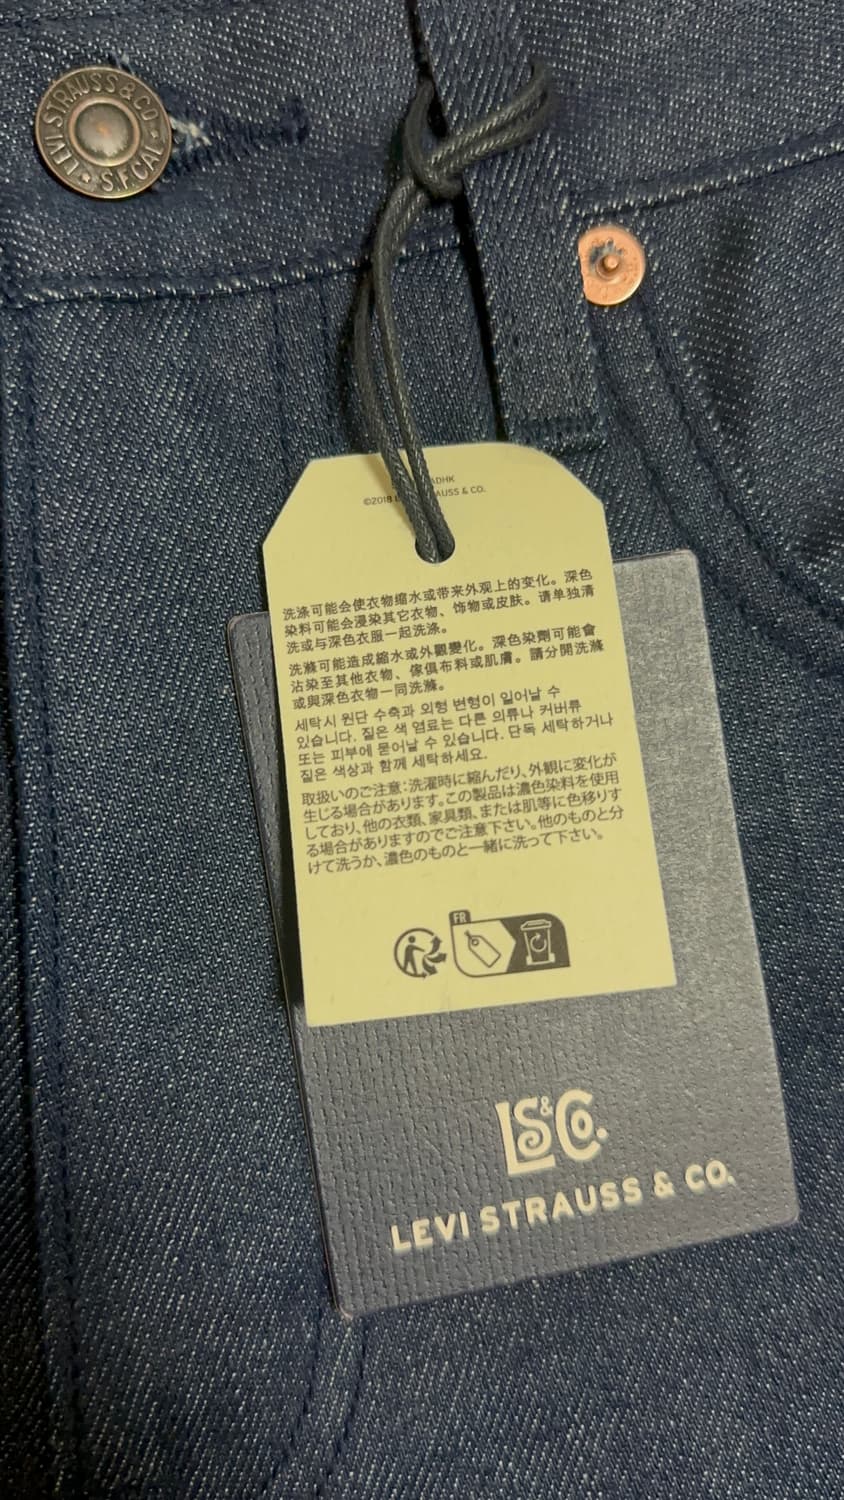 LEVI STRAUSS & CO. S.F. CAL
ADHK
©2018 L AUSS & CO.
洗涤可能会使衣物缩水或带来外观上的变化。深色
染料可能会浸染其它衣物、饰物或皮肤。请单独清
洗或与深色衣服一起洗涤。
洗滌可能造成縮水或外觀變化。深色染劑可能會
沾染至其他衣物、傢俱布料或肌膚。請分開洗滌
或與深色衣物一同洗滌。
세탁시 원단 수축과 외형 변형이 일어날 수
있습니다. 짙은 색 염료는 다른 의류나 커버류
또는 피부에 묻어날 수 있습니다. 단독 세탁하거나
짙은 색상과 함께 세탁하세요.
取扱いのご注意:洗濯時に縮んだり、外観に変化が
生じる場合があります。この製品は濃色染料を使用
しており、他の衣類、家具類、または肌等に色移りす
る場合がありますのでご注意下さい。他のものと分
けて洗うか、濃色のものと一緒に洗って下さい。
FR
LS&Co.
LEVI STRAUSS & CO.